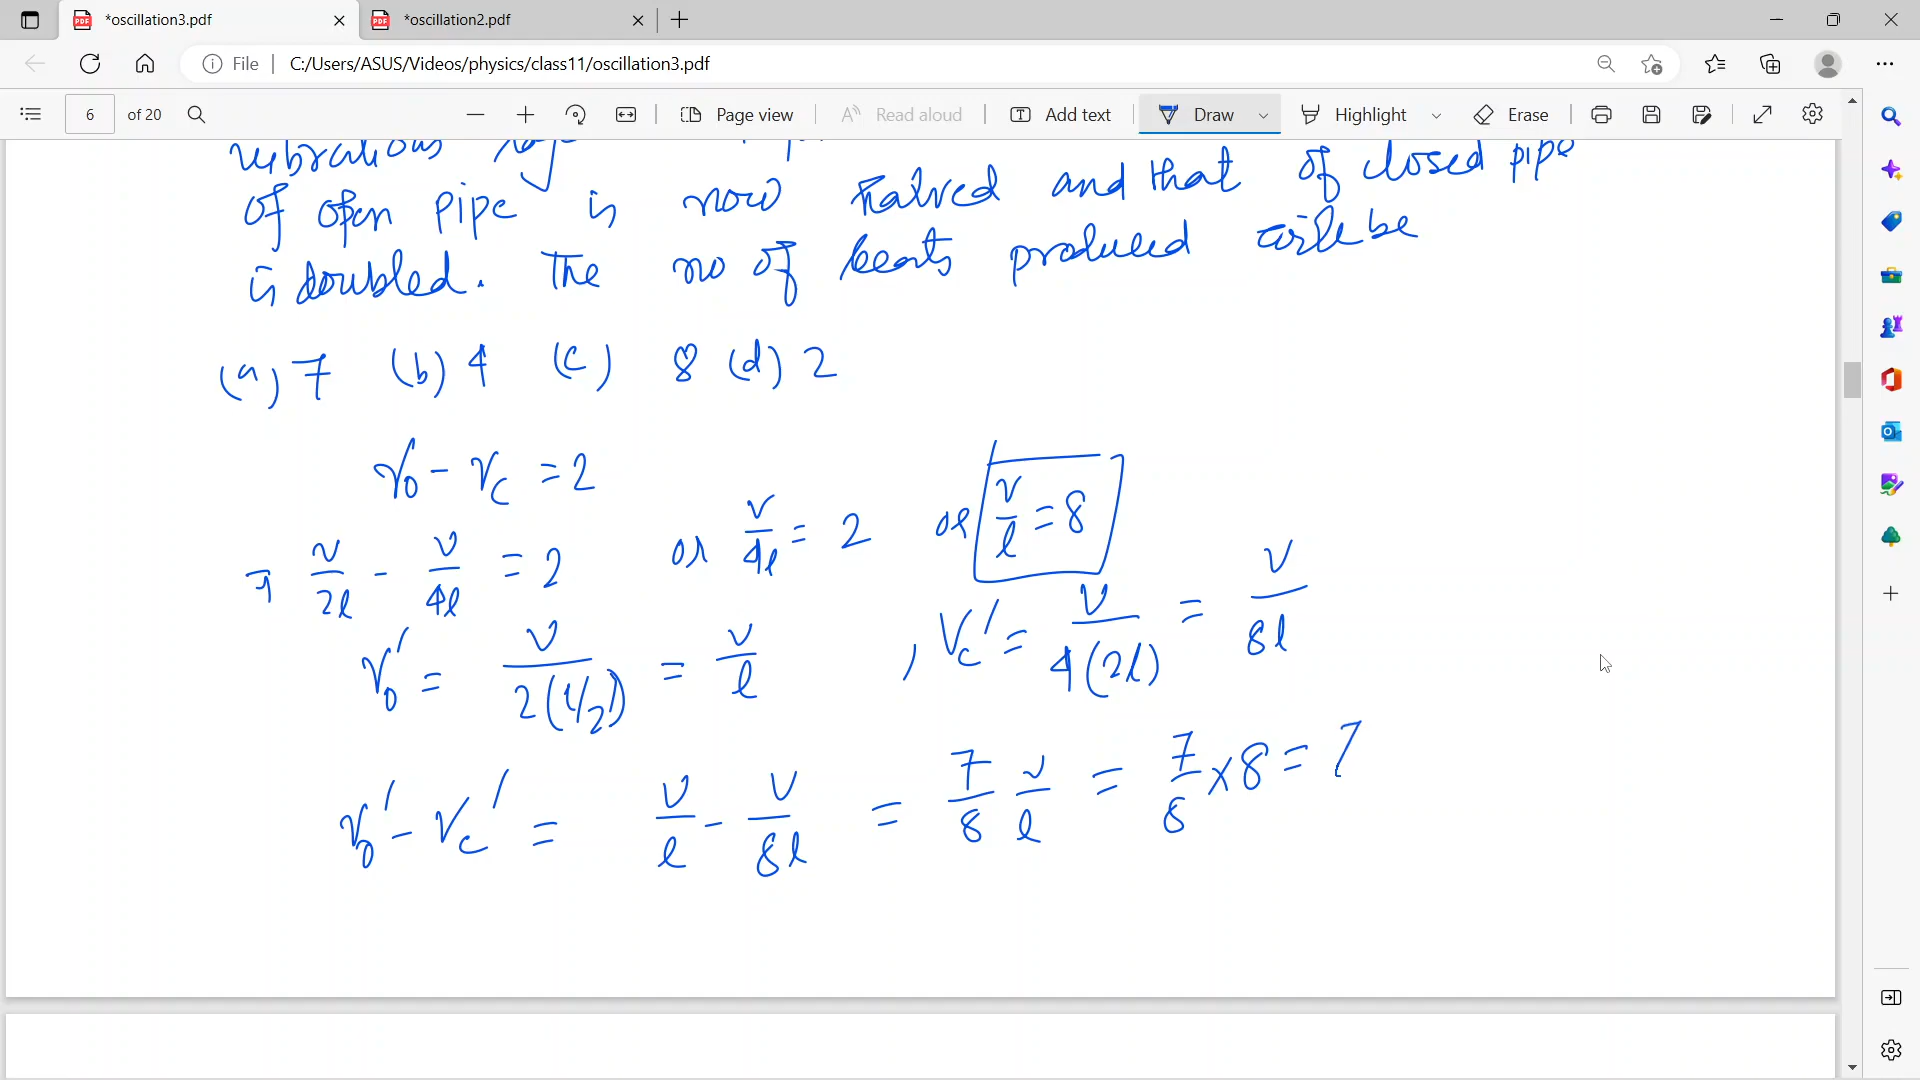 *oscillation3.pdf
*oscillation2.pdf
File | C:/Users/ASUS/Videos/physics/class11/oscillation3.pdf
6 of 20
Page view
Read aloud
Add text
Draw
Highlight
Erase
vibrations
of open pipe is now halved and that of closed pipe
is doubled. The no of beats produced will be
(a) 7 (b) 4 (c) 8 (d) 2
ν₀ - ν_c = 2
v/2l - v/4l = 2 or v/4l = 2 or v/l = 8
ν₀' = v/2(l/2) = v/l , ν_c' = v/4(2l) = v/8l
ν₀' - ν_c' = v/l - v/8l = 7/8 v/l = 7/8 × 8 = 7